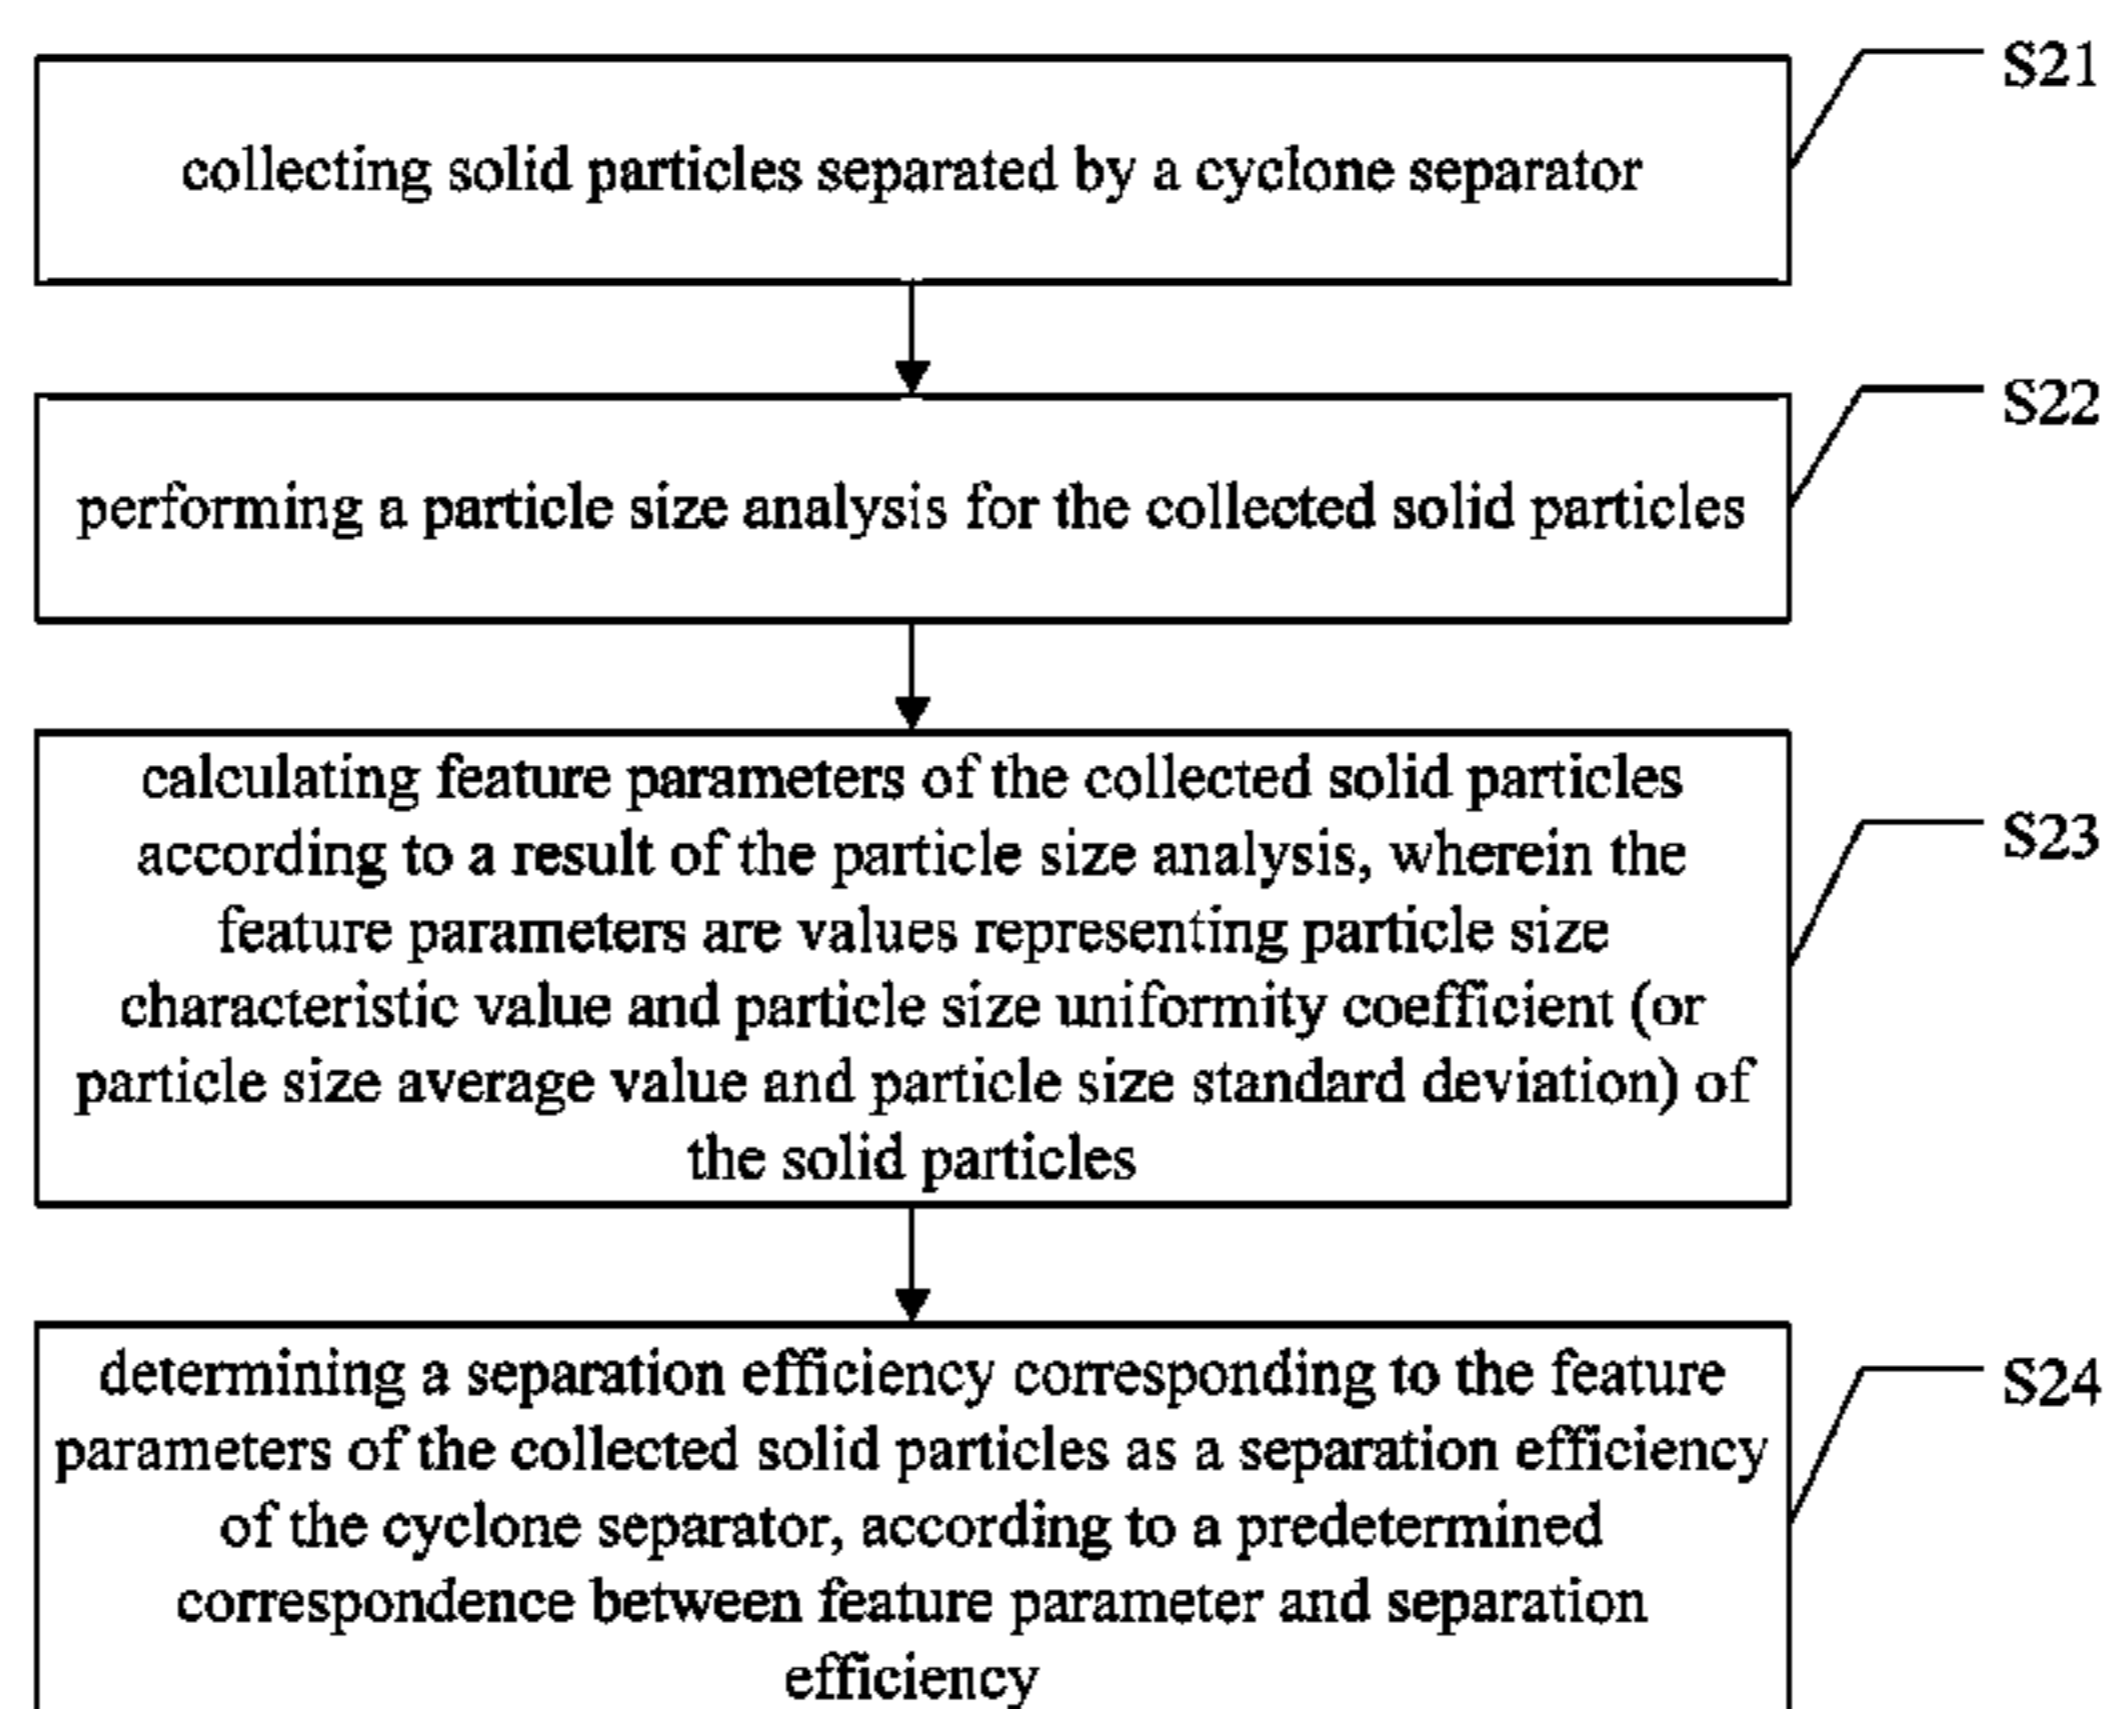 S21
collecting solid particles separated by a cyclone separator
S22
performing a particle size analysis for the collected solid particles
calculating feature parameters of the collected solid particles
according to a result of the particle size analysis, wherein the
S23
feature parameters are values representing particle size
characteristic value and particle size uniformity coefficient (or
particle size average value and particle size standard deviation) of
the solid particles
determining a separation efficiency corresponding to the feature
S24
parameters of the collected solid particles as a separation efficiency
of the cyclone separator, according to a predetermined
correspondence between feature parameter and separation
efficiency